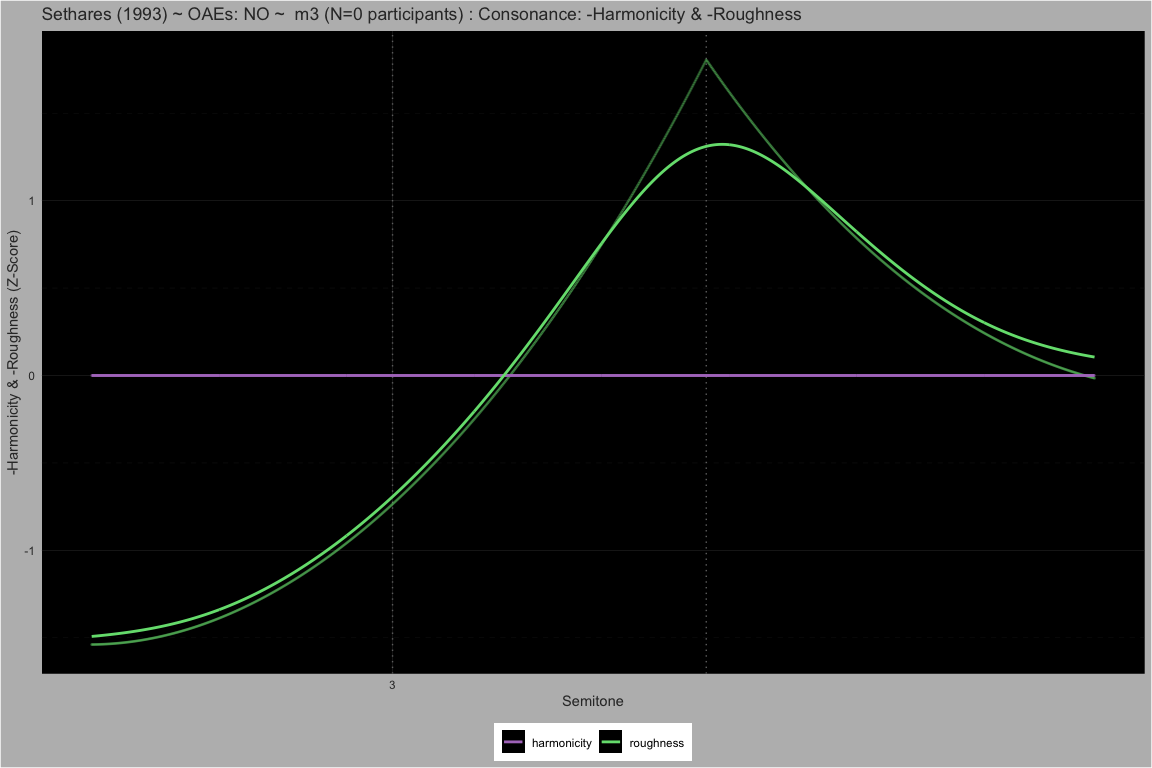 Sethares (1993) ~ OAEs: NO ~  m3 (N=0 participants) : Consonance: -Harmonicity & -Roughness
-Harmonicity & -Roughness (Z-Score)
1
0
-1
3
Semitone
harmonicity roughness